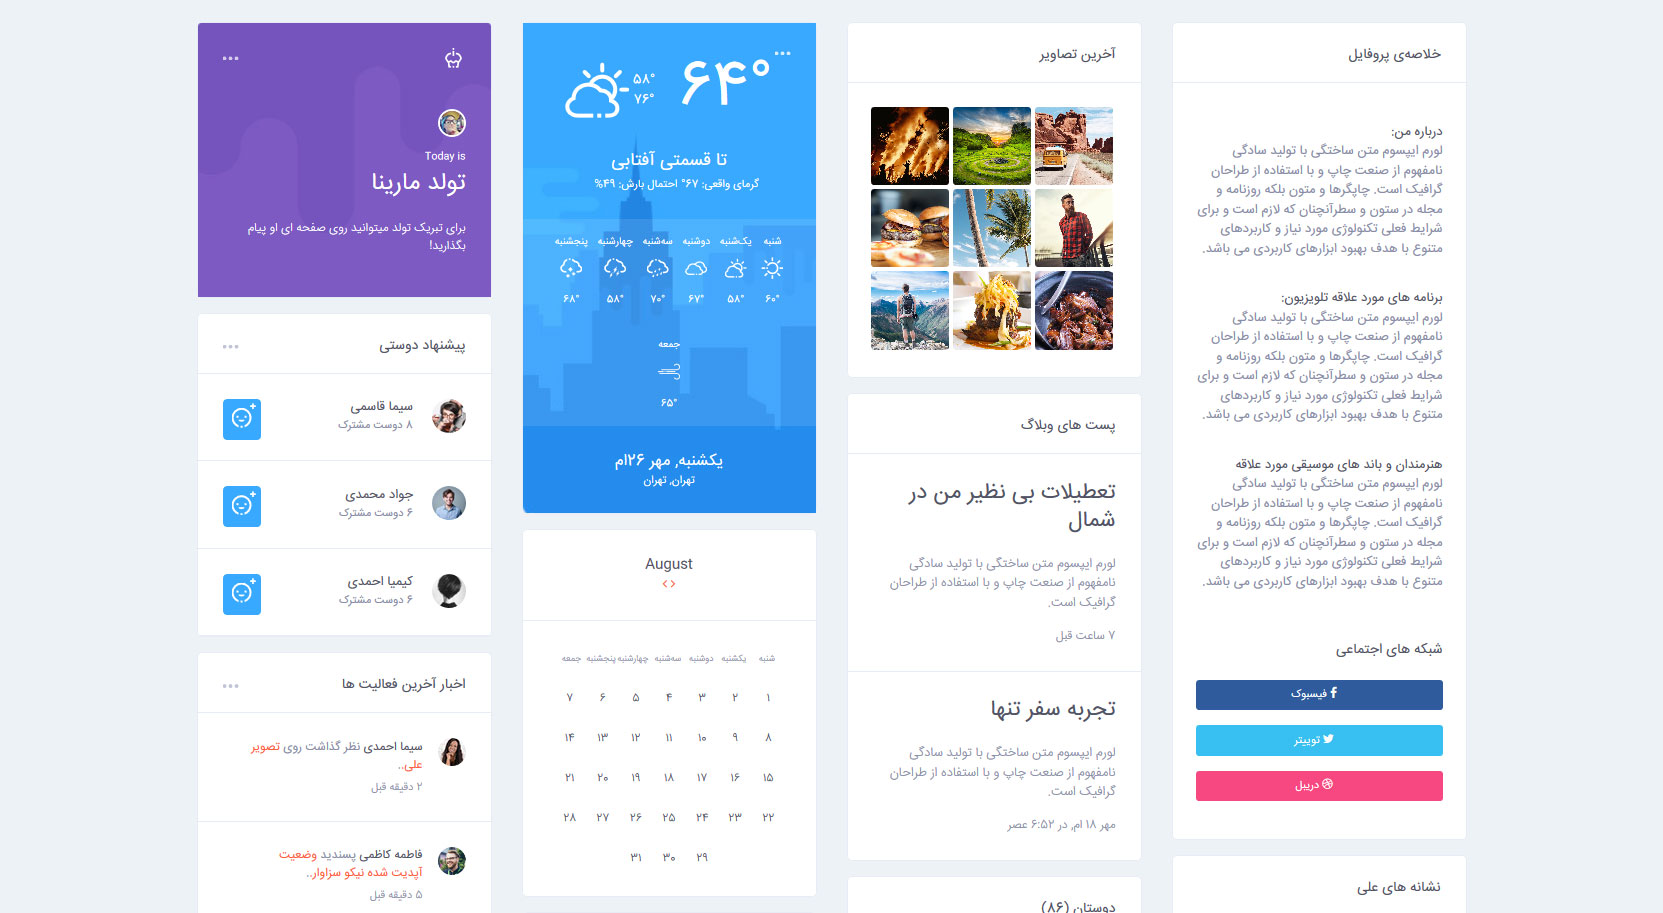 خلاصه‌ی پروفایل
درباره من:
لورم ایپسوم متن ساختگی با تولید سادگی
نامفهوم از صنعت چاپ و با استفاده از طراحان
گرافیک است. چاپگرها و متون بلکه روزنامه و
مجله در ستون و سطرآنچنان که لازم است و برای
شرایط فعلی تکنولوژی مورد نیاز و کاربردهای
متنوع با هدف بهبود ابزارهای کاربردی می باشد.
برنامه های مورد علاقه تلویزیون:
لورم ایپسوم متن ساختگی با تولید سادگی
نامفهوم از صنعت چاپ و با استفاده از طراحان
گرافیک است. چاپگرها و متون بلکه روزنامه و
مجله در ستون و سطرآنچنان که لازم است و برای
شرایط فعلی تکنولوژی مورد نیاز و کاربردهای
متنوع با هدف بهبود ابزارهای کاربردی می باشد.
هنرمندان و باند های موسیقی مورد علاقه
لورم ایپسوم متن ساختگی با تولید سادگی
نامفهوم از صنعت چاپ و با استفاده از طراحان
گرافیک است. چاپگرها و متون بلکه روزنامه و
مجله در ستون و سطرآنچنان که لازم است و برای
شرایط فعلی تکنولوژی مورد نیاز و کاربردهای
متنوع با هدف بهبود ابزارهای کاربردی می باشد.
شبکه های اجتماعی
فیسبوک
توییتر
دریبل
نشانه های علی
آخرین تصاویر
پست های وبلاگ
تعطیلات بی نظیر من در
شمال
لورم ایپسوم متن ساختگی با تولید سادگی
نامفهوم از صنعت چاپ و با استفاده از طراحان
گرافیک است.
۷ ساعت قبل
تجربه سفر تنها
لورم ایپسوم متن ساختگی با تولید سادگی
نامفهوم از صنعت چاپ و با استفاده از طراحان
گرافیک است.
مهر ۱۸ ام, در ۶:۵۲ عصر
دوستان (۸۶)
۶۴°
۵۸°
۷۶°
تا قسمتی آفتابی
گرمای واقعی: ۶۷° احتمال بارش: ۴۹%
شنبه یک‌شنبه دوشنبه سه‌شنبه چهارشنبه پنجشنبه
۶۰° ۵۸° ۶۷° ۷۰° ۵۸° ۶۸°
جمعه
۶۵°
یکشنبه, مهر ۲۶ام
تهران, تهران
August
<>
شنبه یکشنبه دوشنبه سه‌شنبه چهارشنبه پنجشنبه جمعه
۱ ۲ ۳ ۴ ۵ ۶ ۷
۸ ۹ ۱۰ ۱۱ ۱۲ ۱۳ ۱۴
۱۵ ۱۶ ۱۷ ۱۸ ۱۹ ۲۰ ۲۱
۲۲ ۲۳ ۲۴ ۲۵ ۲۶ ۲۷ ۲۸
۲۹ ۳۰ ۳۱
Today is
تولد مارینا
برای تبریک تولد میتوانید روی صفحه ای او پیام
بگذارید!
پیشنهاد دوستی
سیما قاسمی
۸ دوست مشترک
جواد محمدی
۶ دوست مشترک
کیمیا احمدی
۶ دوست مشترک
اخبار آخرین فعالیت ها
سیما احمدی نظر گذاشت روی تصویر
علی..
۲ دقیقه قبل
فاطمه کاظمی پسندید وضعیت
آپدیت شده نیکو سزاوار..
۵ دقیقه قبل